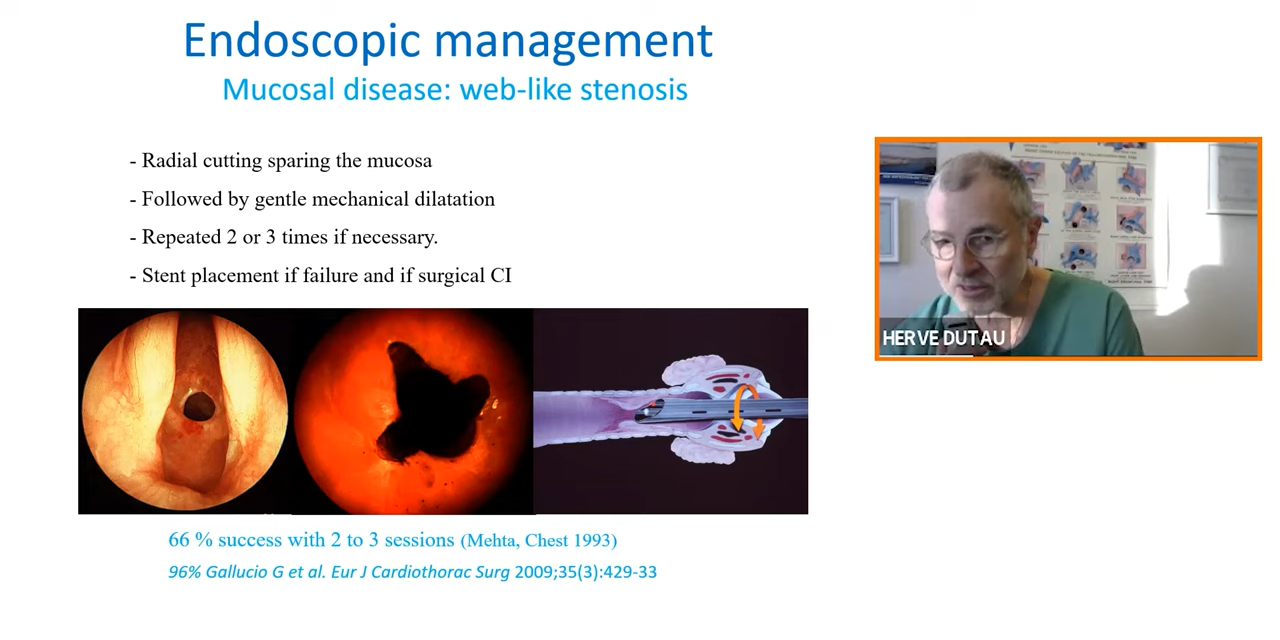 Endoscopic management
Mucosal disease: web-like stenosis
- Radial cutting sparing the mucosa
- Followed by gentle mechanical dilatation
- Repeated 2 or 3 times if necessary.
- Stent placement if failure and if surgical CI
HERVE DUTAU
66 % success with 2 to 3 sessions (Mehta, Chest 1993)
96% Gallucio G et al. Eur J Cardiothorac Surg 2009;35(3):429-33